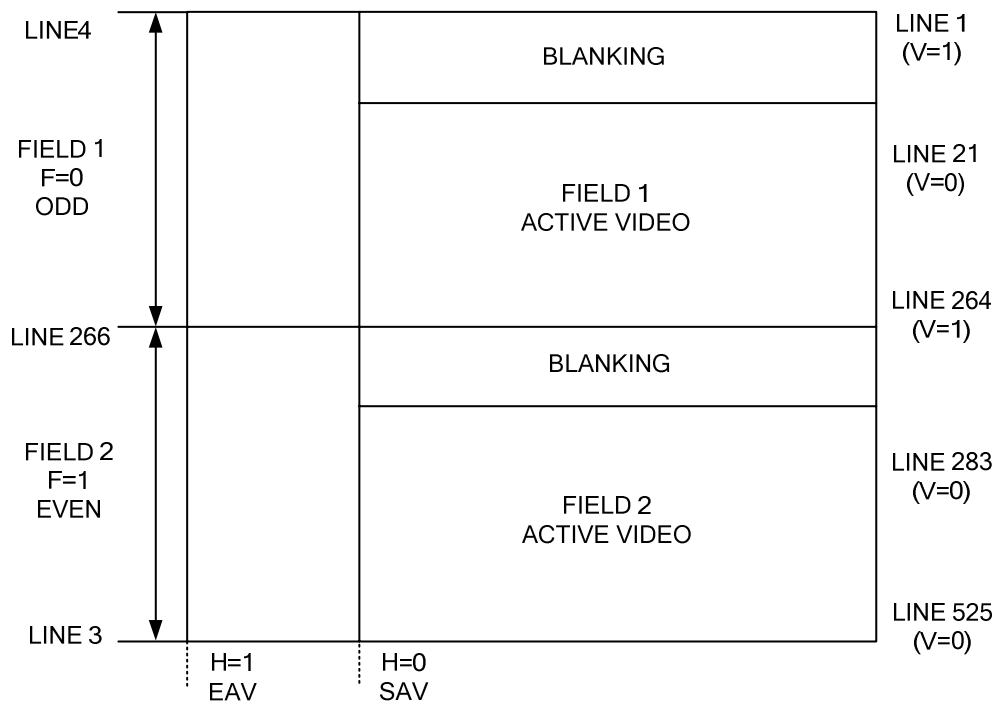 LINE4
FIELD 1
F=0
ODD
LINE 266
FIELD 2
F=1
EVEN
LINE 3
BLANKING
FIELD 1
ACTIVE VIDEO
BLANKING
FIELD 2
ACTIVE VIDEO
LINE 1
(V=1)
LINE 21
(V=0)
LINE 264
(V=1)
LINE 283
(V=0)
LINE 525
(V=0)
H=1
EAV
H=0
SAV